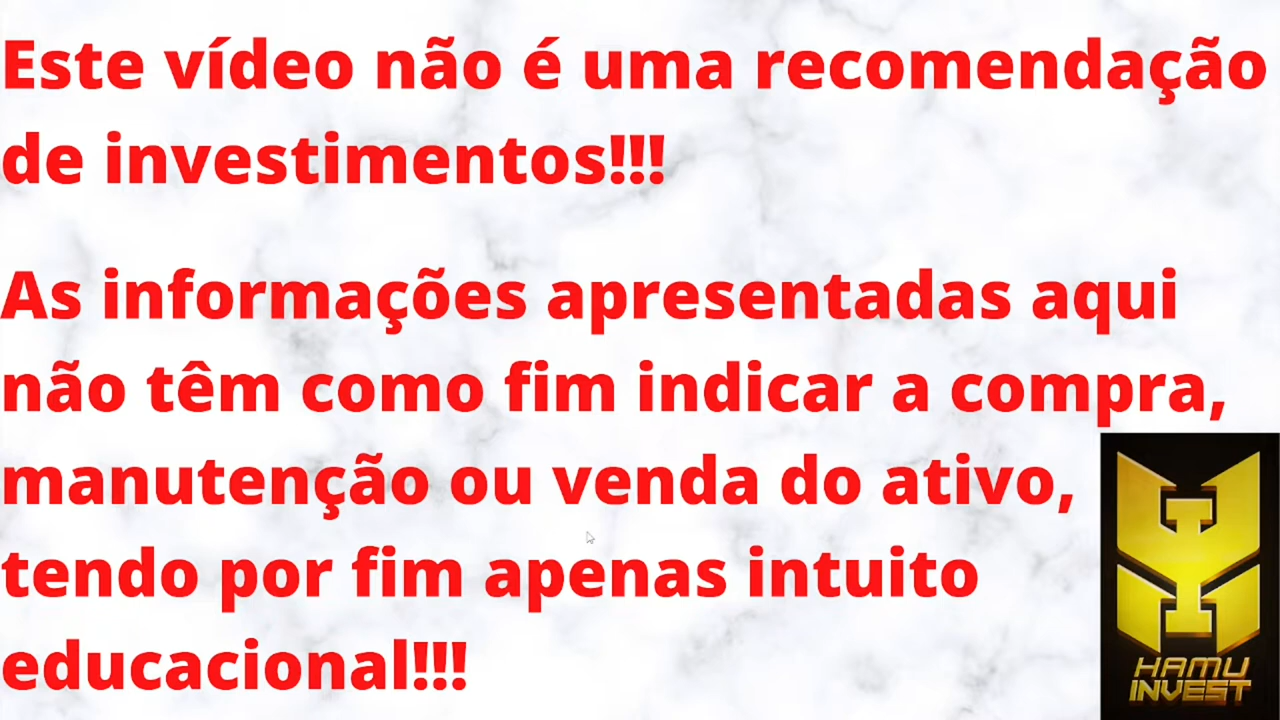 Este vídeo não é uma recomendação
de investimentos!!!
As informações apresentadas aqui
não têm como fim indicar a compra,
manutenção ou venda do ativo,
tendo por fim apenas intuito
educacional!!!
HAMU
INVEST